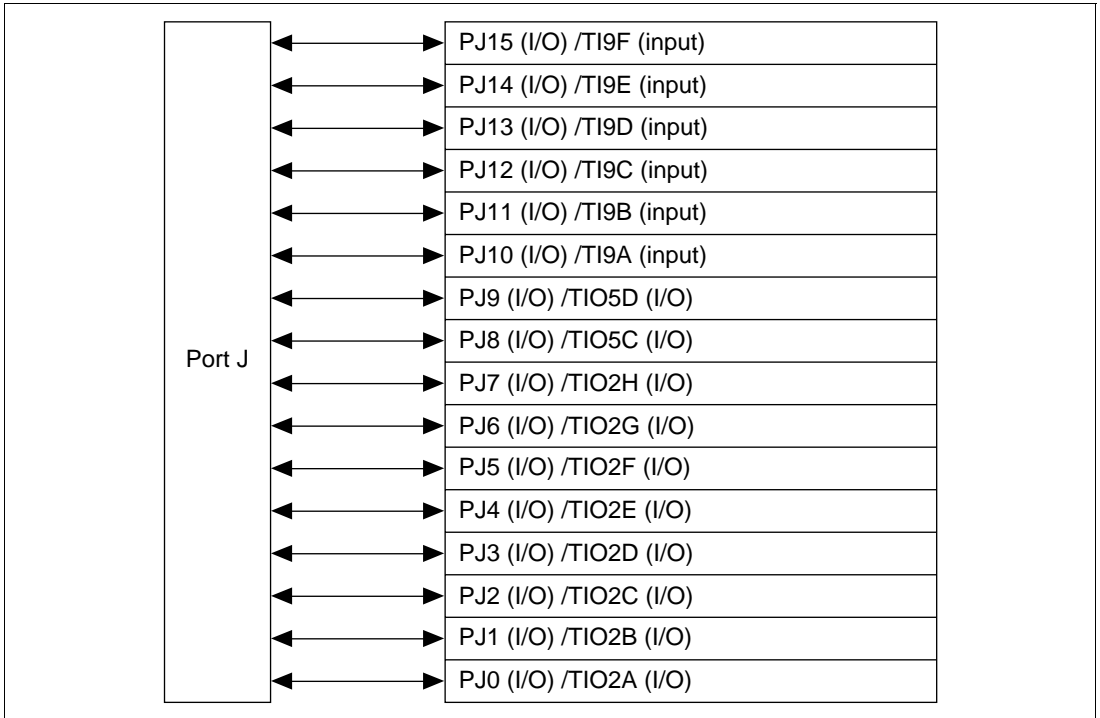 PJ15 (I/O) /TI9F (input)
PJ14 (I/O) /TI9E (input)
PJ13 (I/O) /TI9D (input)
PJ12 (I/O) /TI9C (input)
PJ11 (I/O) /TI9B (input)
PJ10 (I/O) /TI9A (input)
PJ9 (I/O) /TIO5D (I/O)
PJ8 (I/O) /TIO5C (I/O)
Port J
PJ7 (I/O) /TIO2H (I/O)
PJ6 (I/O) /TIO2G (I/O)
PJ5 (I/O) /TIO2F (I/O)
PJ4 (I/O) /TIO2E (I/O)
PJ3 (I/O) /TIO2D (I/O)
PJ2 (I/O) /TIO2C (I/O)
PJ1 (I/O) /TIO2B (I/O)
PJ0 (I/O) /TIO2A (I/O)